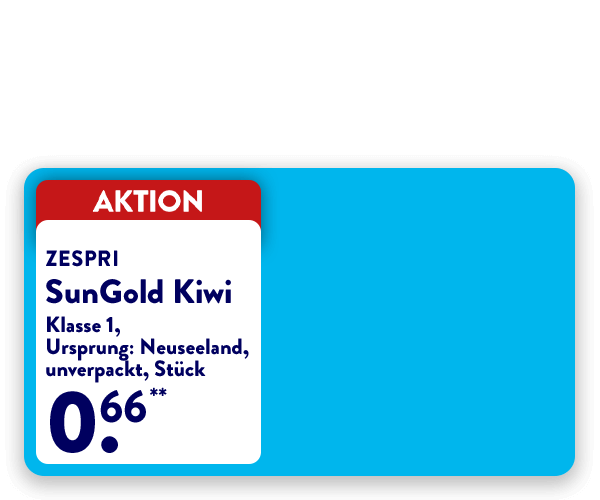 AKTION
ZESPRI
SunGold Kiwi
Klasse 1,
Ursprung: Neuseeland,
unverpackt, Stück
0.66**